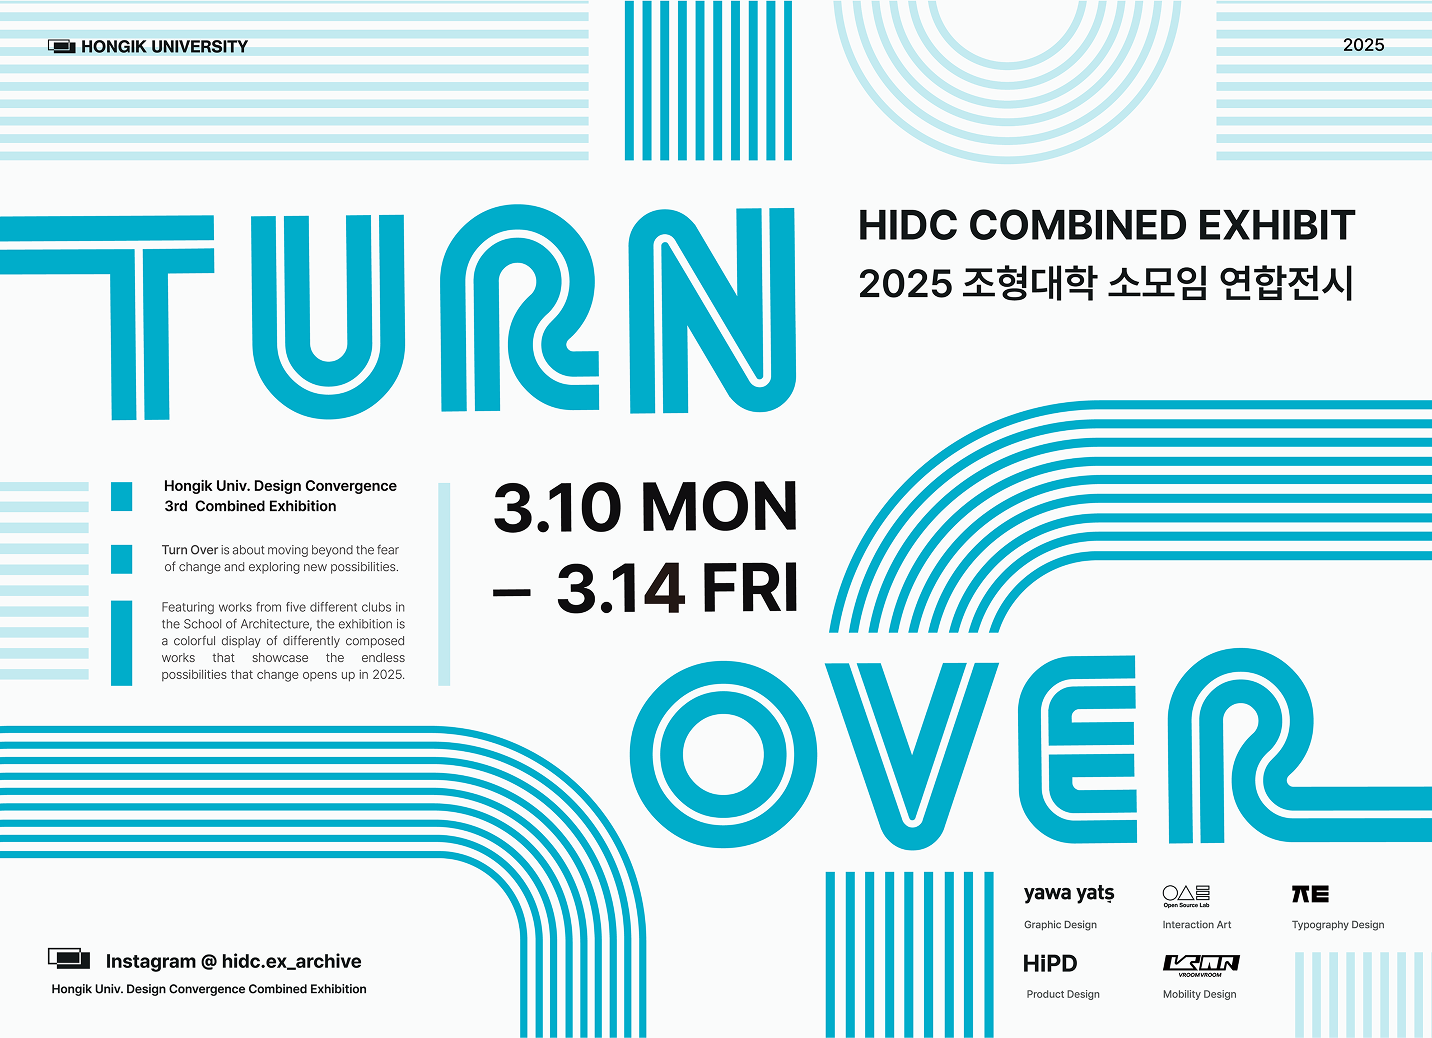 HONGIK UNIVERSITY
2025
TURN
HIDC COMBINED EXHIBIT
2025 조형대학 소모임 연합전시
Hongik Univ. Design Convergence
3rd Combined Exhibition
Turn Over is about moving beyond the fear
of change and exploring new possibilities.
Featuring works from five different clubs in
the School of Architecture, the exhibition is
a colorful display of differently composed
works that showcase the endless
possibilities that change opens up in 2025.
3.10 MON
– 3.14 FRI
OVER
yawa yats
Graphic Design
Open Source Lab
Interaction Art
ㅈE
Typography Design
HiPD
Product Design
VROOMVROOM
Mobility Design
Instagram @ hidc.ex_archive
Hongik Univ. Design Convergence Combined Exhibition